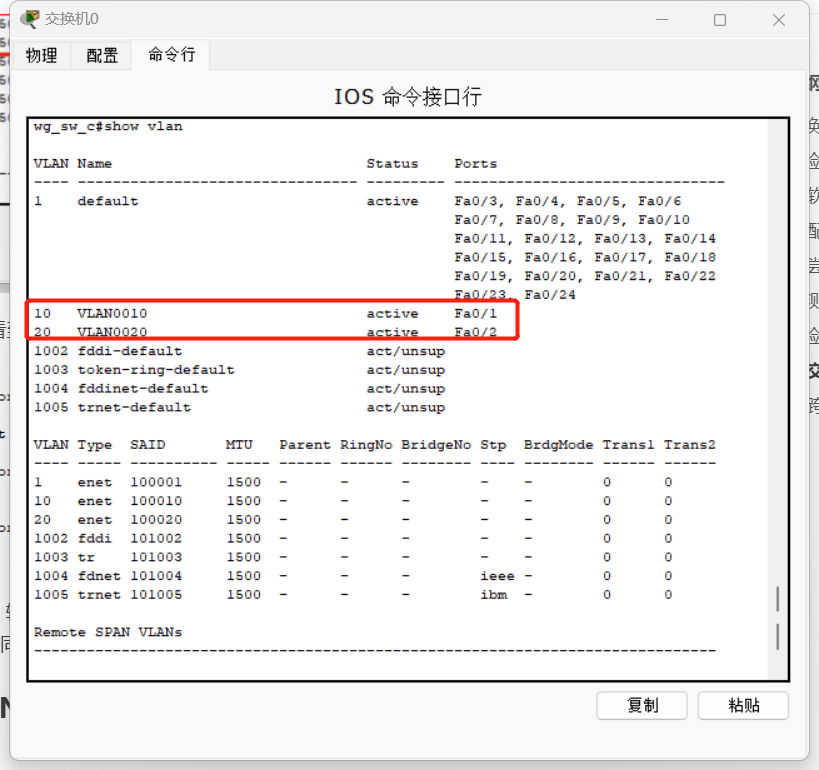 交换机0
物理 配置 命令行
IOS 命令接口行
wg_sw_c#show vlan
VLAN Name Status Ports
---- -------------------------------- --------- -------------------------------
1 default active Fa0/3, Fa0/4, Fa0/5, Fa0/6
Fa0/7, Fa0/8, Fa0/9, Fa0/10
Fa0/11, Fa0/12, Fa0/13, Fa0/14
Fa0/15, Fa0/16, Fa0/17, Fa0/18
Fa0/19, Fa0/20, Fa0/21, Fa0/22
Fa0/23, Fa0/24
10 VLAN0010 active Fa0/1
20 VLAN0020 active Fa0/2
1002 fddi-default act/unsup
1003 token-ring-default act/unsup
1004 fddinet-default act/unsup
1005 trnet-default act/unsup
VLAN Type SAID MTU Parent RingNo BridgeNo Stp BrdgMode Trans1 Trans2
---- ----- ---------- ----- ------ ------ -------- ---- -------- ------ ------
1 enet 100001 1500 - - - - - 0 0
10 enet 100010 1500 - - - - - 0 0
20 enet 100020 1500 - - - - - 0 0
1002 fddi 101002 1500 - - - - - 0 0
1003 tr 101003 1500 - - - - - 0 0
1004 fdnet 101004 1500 - - - ieee - 0 0
1005 trnet 101005 1500 - - - ibm - 0 0
Remote SPAN VLANs
------------------------------------------------------------------------------
复制 粘贴